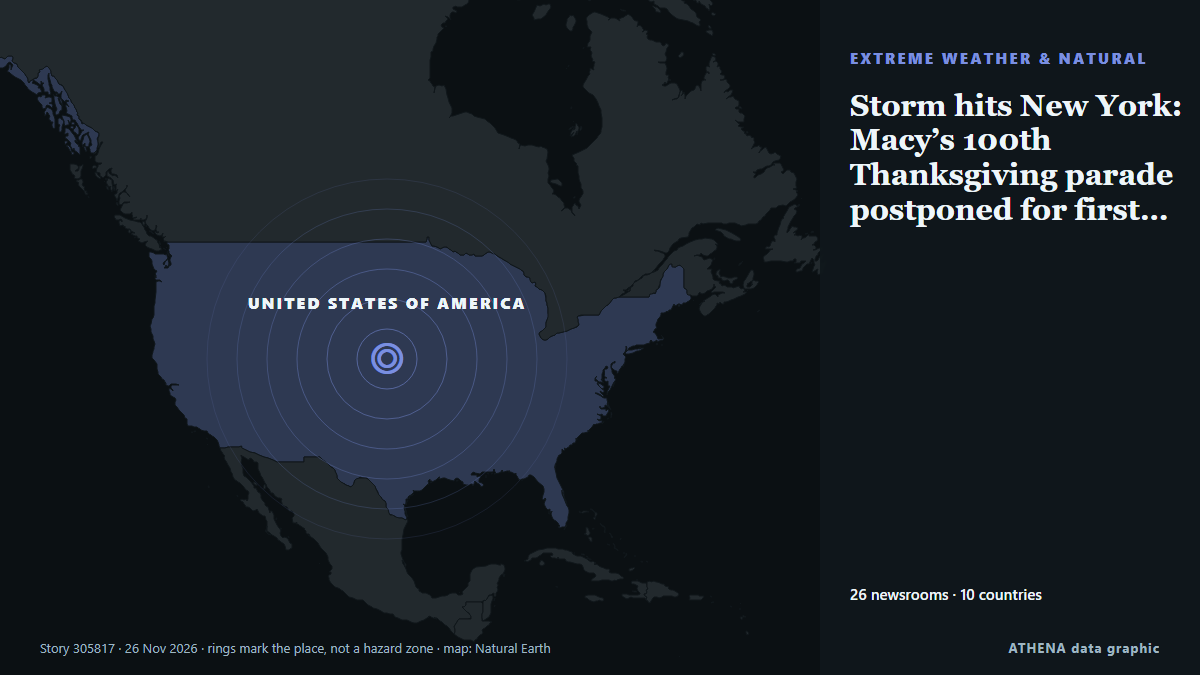 EXTREME WEATHER & NATURAL
Storm hits New York:
Macy’s 100th
Thanksgiving parade
postponed for first…
UNITED STATES OF AMERICA
26 newsrooms · 10 countries
Story 305817 · 26 Nov 2026 · rings mark the place, not a hazard zone · map: Natural Earth
ATHENA data graphic